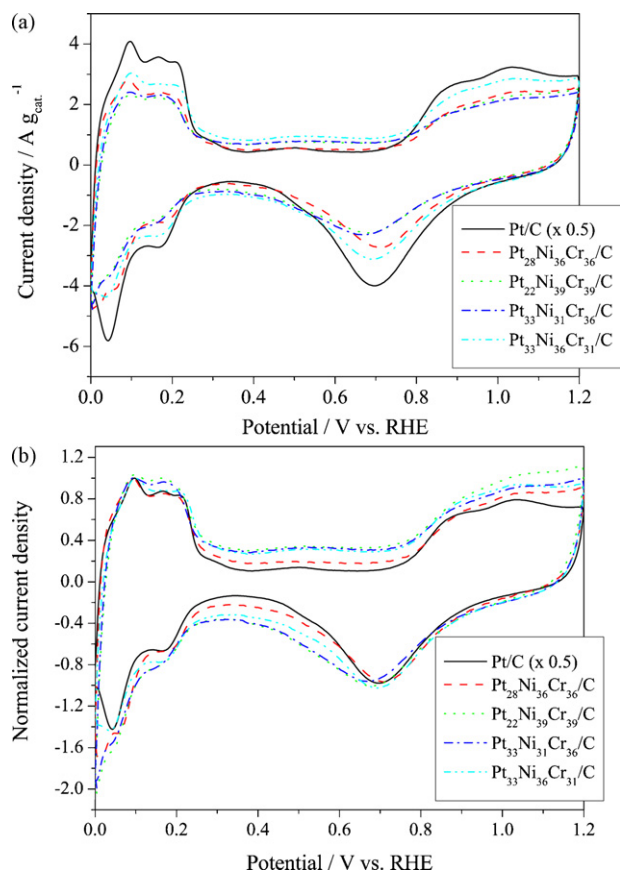 (a)
Current density / A g_cat.^-1
4
2
0
-2
-4
-6
Pt/C (x 0.5)
Pt28Ni36Cr36/C
Pt22Ni39Cr39/C
Pt33Ni31Cr36/C
Pt33Ni36Cr31/C
0.0 0.2 0.4 0.6 0.8 1.0 1.2
Potential / V vs. RHE
(b)
Normalized current density
1.2
0.8
0.4
0.0
-0.4
-0.8
-1.2
-1.6
-2.0
Pt/C (x 0.5)
Pt28Ni36Cr36/C
Pt22Ni39Cr39/C
Pt33Ni31Cr36/C
Pt33Ni36Cr31/C
0.0 0.2 0.4 0.6 0.8 1.0 1.2
Potential / V vs. RHE